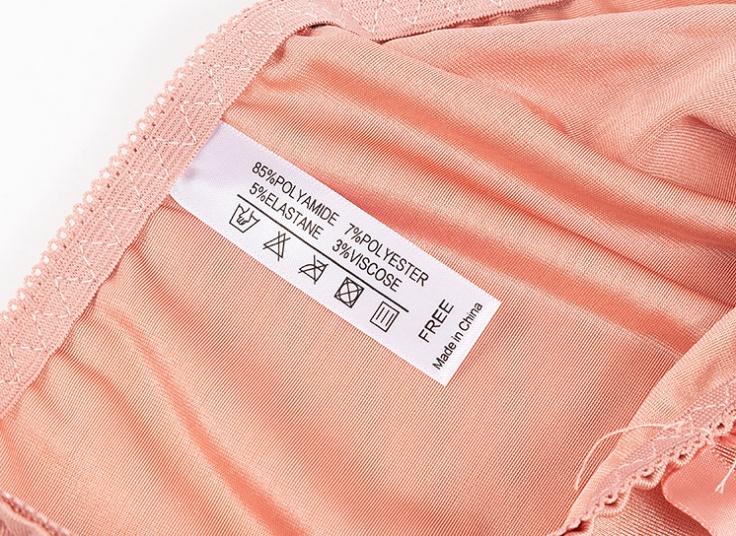 85%POLYAMIDE 7%POLYESTER
5%ELASTANE 3%VISCOSE
FREE
Made in China